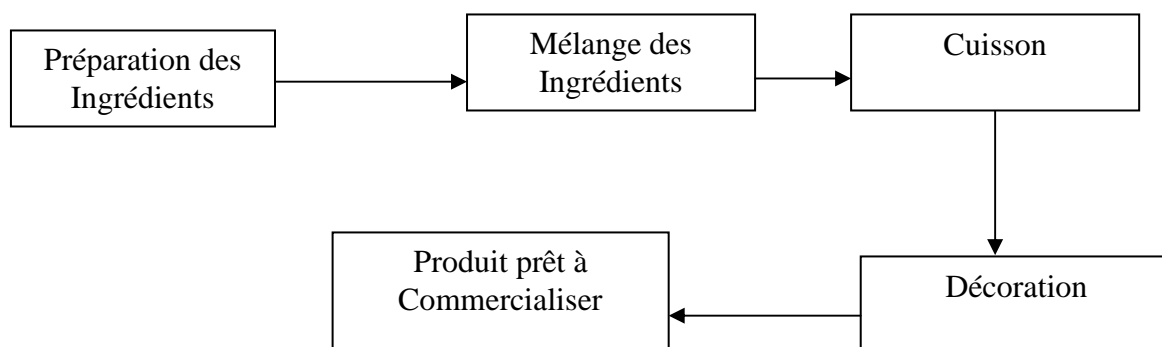 Préparation des
Ingrédients
Mélange des
Ingrédients
Cuisson
Décoration
Produit prêt à
Commercialiser